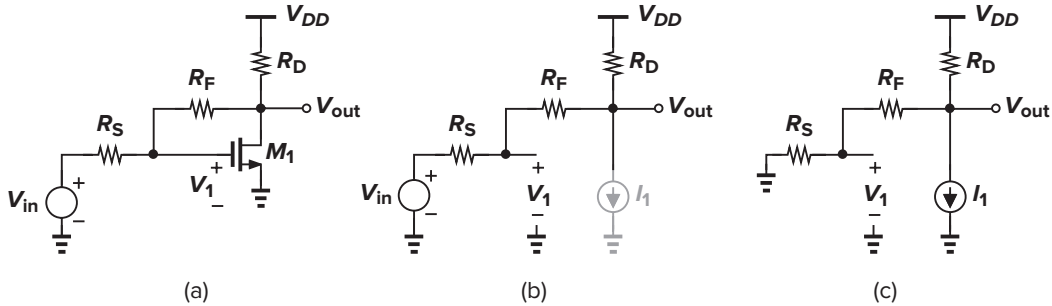 V_DD
R_D
R_F
V_out
R_S
M_1
+
V_1
−
V_in
+
−
(a)
V_DD
R_D
R_F
V_out
R_S
+
V_1
−
V_in
+
−
I_1
(b)
V_DD
R_D
R_F
V_out
R_S
+
V_1
−
I_1
(c)